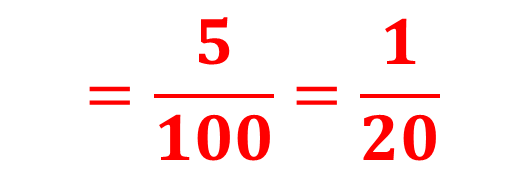 = 5/100 = 1/20